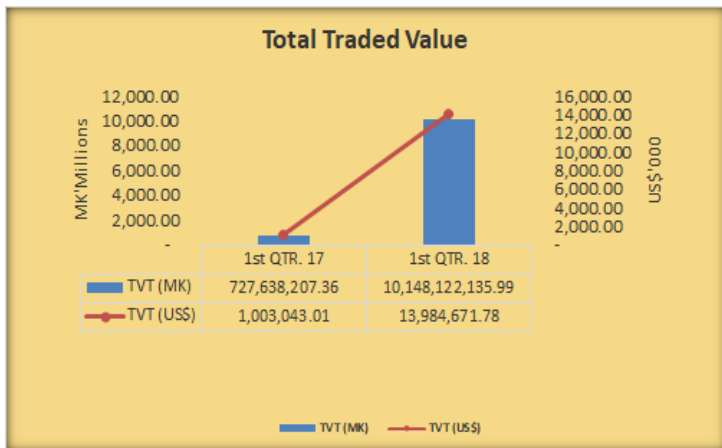 Total Traded Value
MK'Millions
12,000.00
10,000.00
8,000.00
6,000.00
4,000.00
2,000.00
-
16,000.00
14,000.00
12,000.00
10,000.00
8,000.00
6,000.00
4,000.00
2,000.00
-
US$'000
1st QTR. 17 1st QTR. 18
TVT (MK) 727,638,207.36 10,148,122,135.99
TVT (US$) 1,003,043.01 13,984,671.78
TVT (MK) TVT (US$)